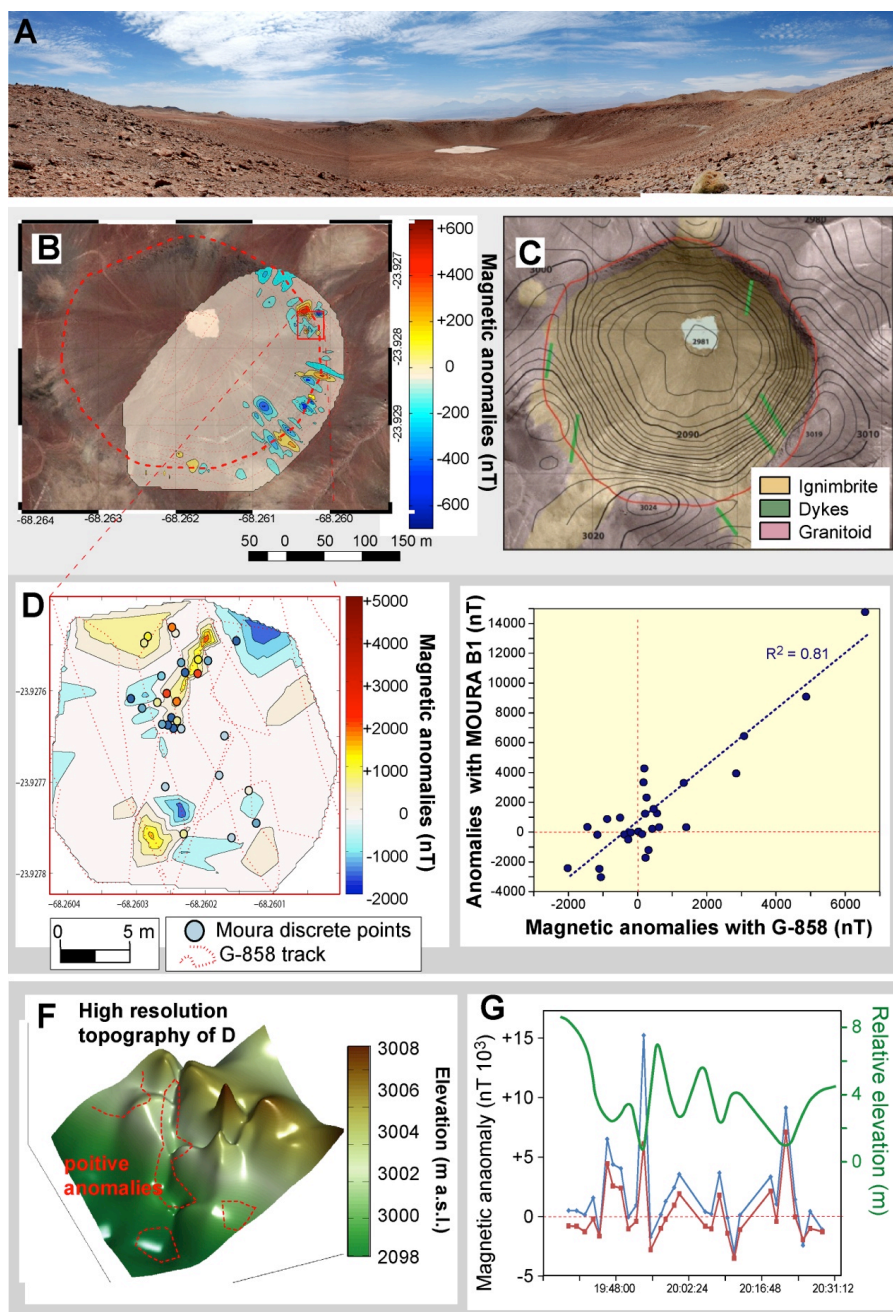 A
B
+600
+400
+200
0
-200
-400
-600
Magnetic anomalies (nT)
-23.927
-23.928
-23.929
-68.264
-68.263
-68.262
-68.261
-68.260
50 0 50 100 150 m
C
2980
3000
2981
2090
3019
3010
3024
3020
Ignimbrite
Dykes
Granitoid
D
−23.9276
−23.9277
−23.9278
−68.2604
−68.2603
−68.2602
−68.2601
+5000
+4000
+3000
+2000
+1000
0
-1000
-2000
Magnetic anomalies (nT)
0 5 m
Moura discrete points
G-858 track
Anomalies with MOURA B1 (nT)
14000
12000
10000
8000
6000
4000
2000
0
-2000
-4000
R² = 0.81
-2000 0 2000 4000 6000
Magnetic anomalies with G-858 (nT)
F
High resolution
topography of D
poitive
anomalies
3008
3006
3004
3002
3000
2098
Elevation (m a.s.l.)
G
Magnetic anaomaly (nT 10³)
+15
+10
+5
0
-5
8
4
0
Relative elevation (m)
19:48:00 20:02:24 20:16:48 20:31:12